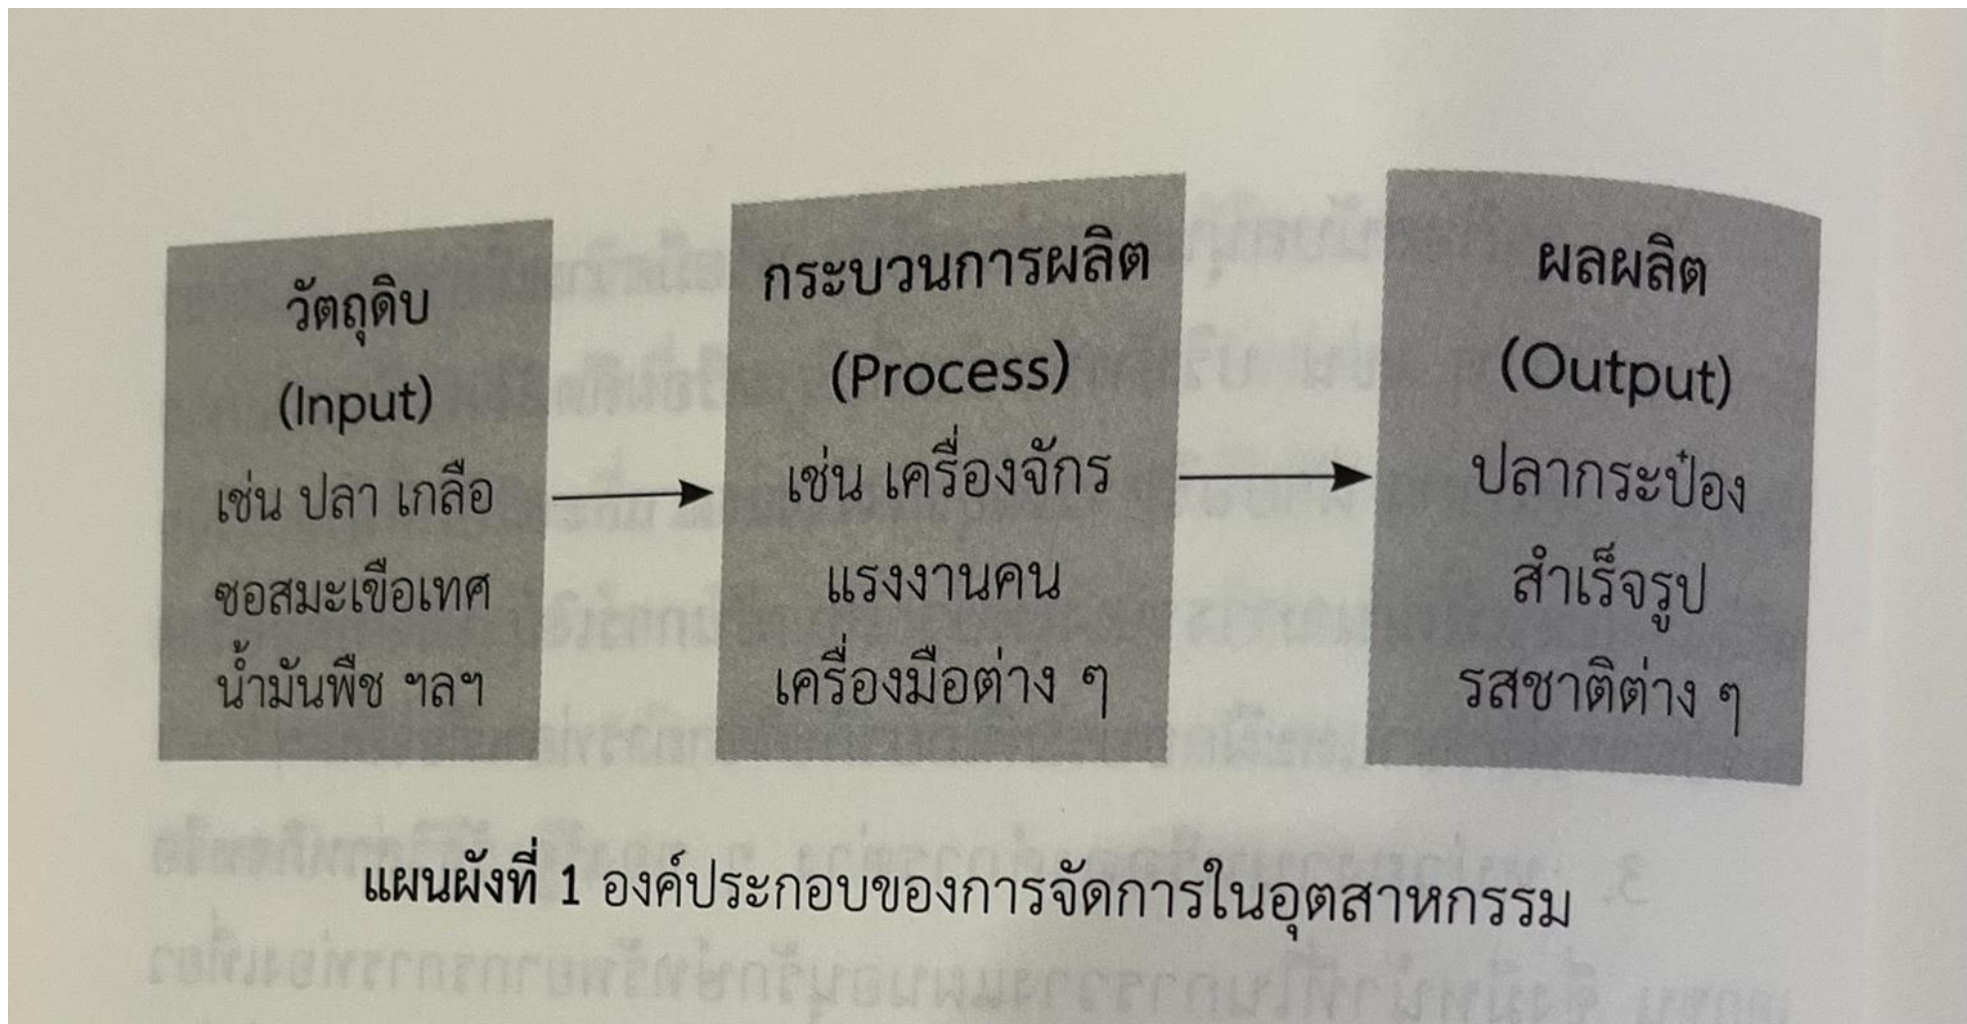 วัตถุดิบ
(Input)
เช่น ปลา เกลือ
ซอสมะเขือเทศ
น้ำมันพืช ฯลฯ
กระบวนการผลิต
(Process)
เช่น เครื่องจักร
แรงงานคน
เครื่องมือต่าง ๆ
ผลผลิต
(Output)
ปลากระป๋อง
สำเร็จรูป
รสชาติต่าง ๆ
แผนผังที่ 1 องค์ประกอบของการจัดการในอุตสาหกรรม